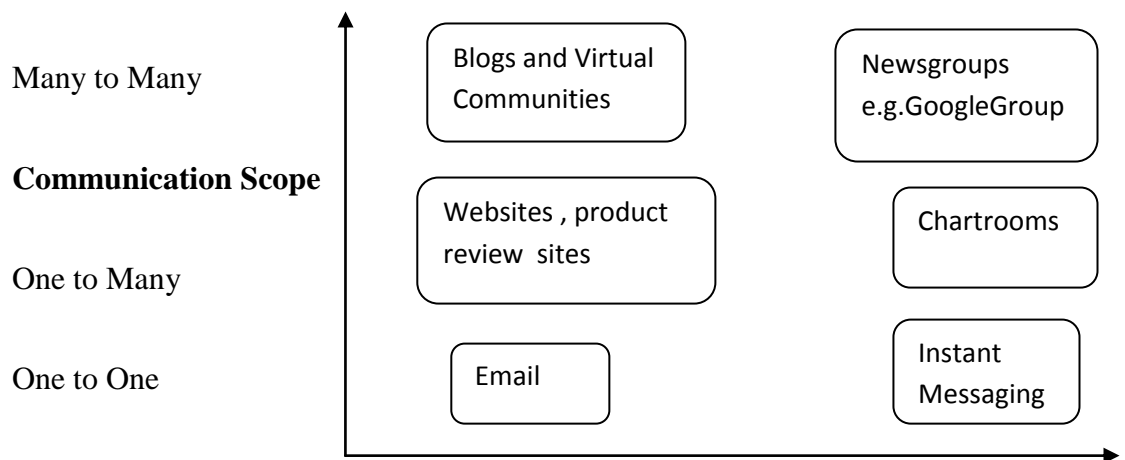 Many to Many
Blogs and Virtual
Communities
Newsgroups
e.g.GoogleGroup
Communication Scope
Websites , product
review  sites
Chartrooms
One to Many
One to One
Email
Instant
Messaging